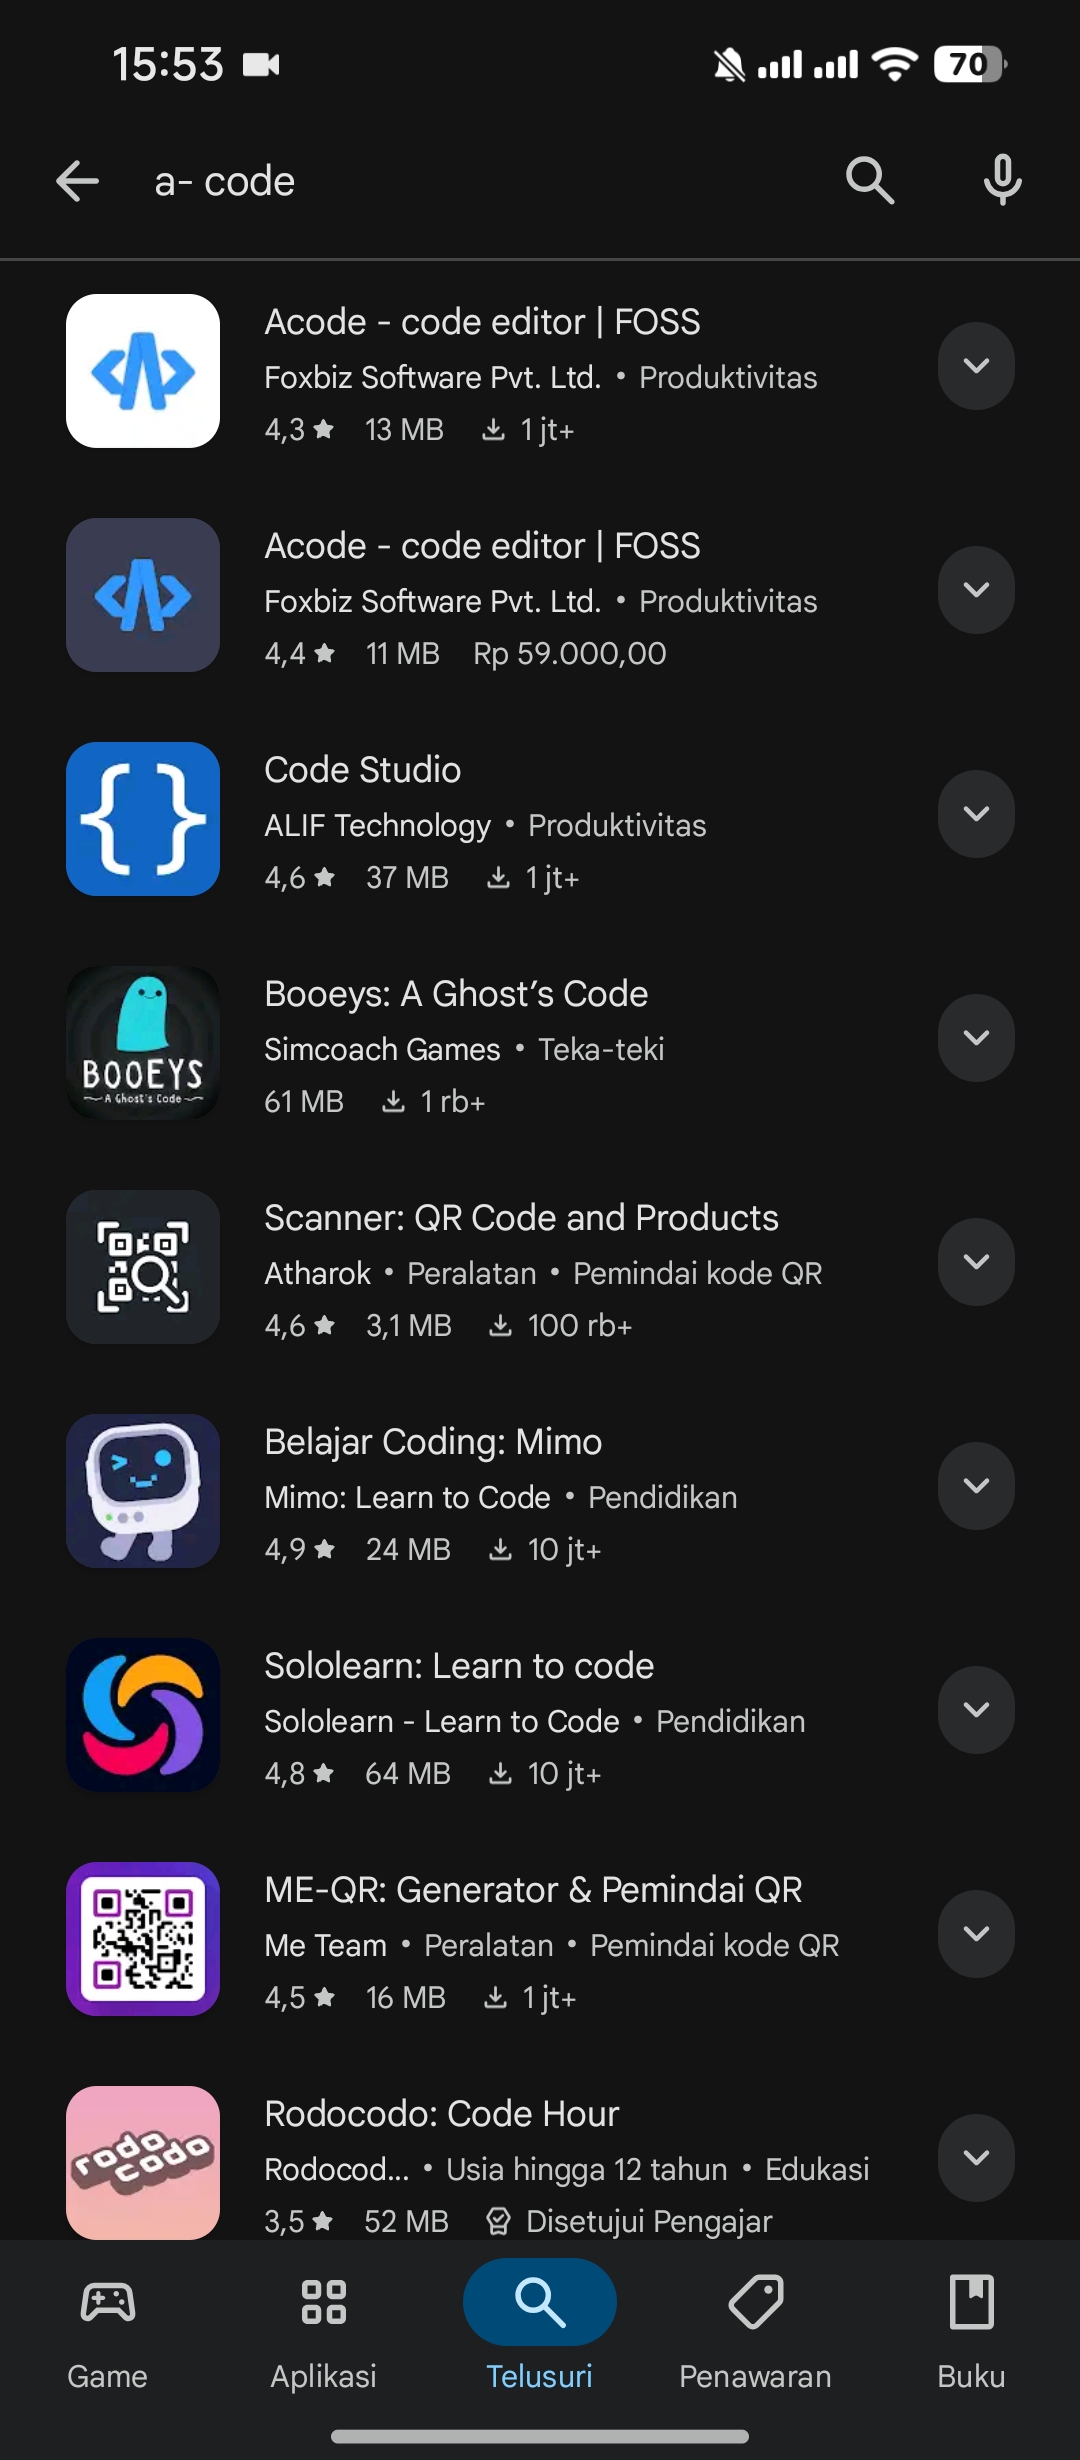 15:53
70
a- code
Acode - code editor | FOSS
Foxbiz Software Pvt. Ltd. • Produktivitas
4,3 ★ 13 MB 1 jt+
Acode - code editor | FOSS
Foxbiz Software Pvt. Ltd. • Produktivitas
4,4 ★ 11 MB Rp 59.000,00
Code Studio
ALIF Technology • Produktivitas
4,6 ★ 37 MB 1 jt+
BOOEYS
A Ghost's Code
Booeys: A Ghost’s Code
Simcoach Games • Teka-teki
61 MB 1 rb+
Scanner: QR Code and Products
Atharok • Peralatan • Pemindai kode QR
4,6 ★ 3,1 MB 100 rb+
Belajar Coding: Mimo
Mimo: Learn to Code • Pendidikan
4,9 ★ 24 MB 10 jt+
Sololearn: Learn to code
Sololearn - Learn to Code • Pendidikan
4,8 ★ 64 MB 10 jt+
ME-QR: Generator & Pemindai QR
Me Team • Peralatan • Pemindai kode QR
4,5 ★ 16 MB 1 jt+
rodo
codo
Rodocodo: Code Hour
Rodocod... • Usia hingga 12 tahun • Edukasi
3,5 ★ 52 MB Disetujui Pengajar
Game
Aplikasi
Telusuri
Penawaran
Buku